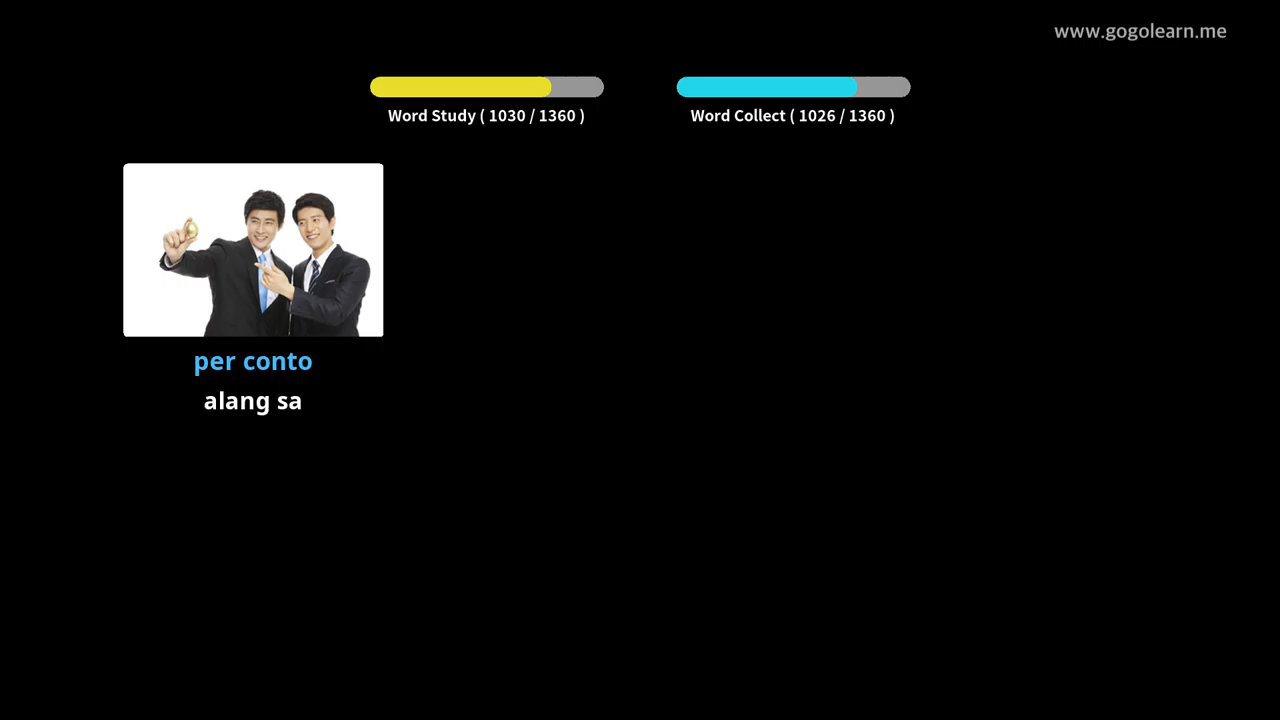 www.gogolearn.me
Word Study ( 1030 / 1360 )
Word Collect ( 1026 / 1360 )
per conto
alang sa